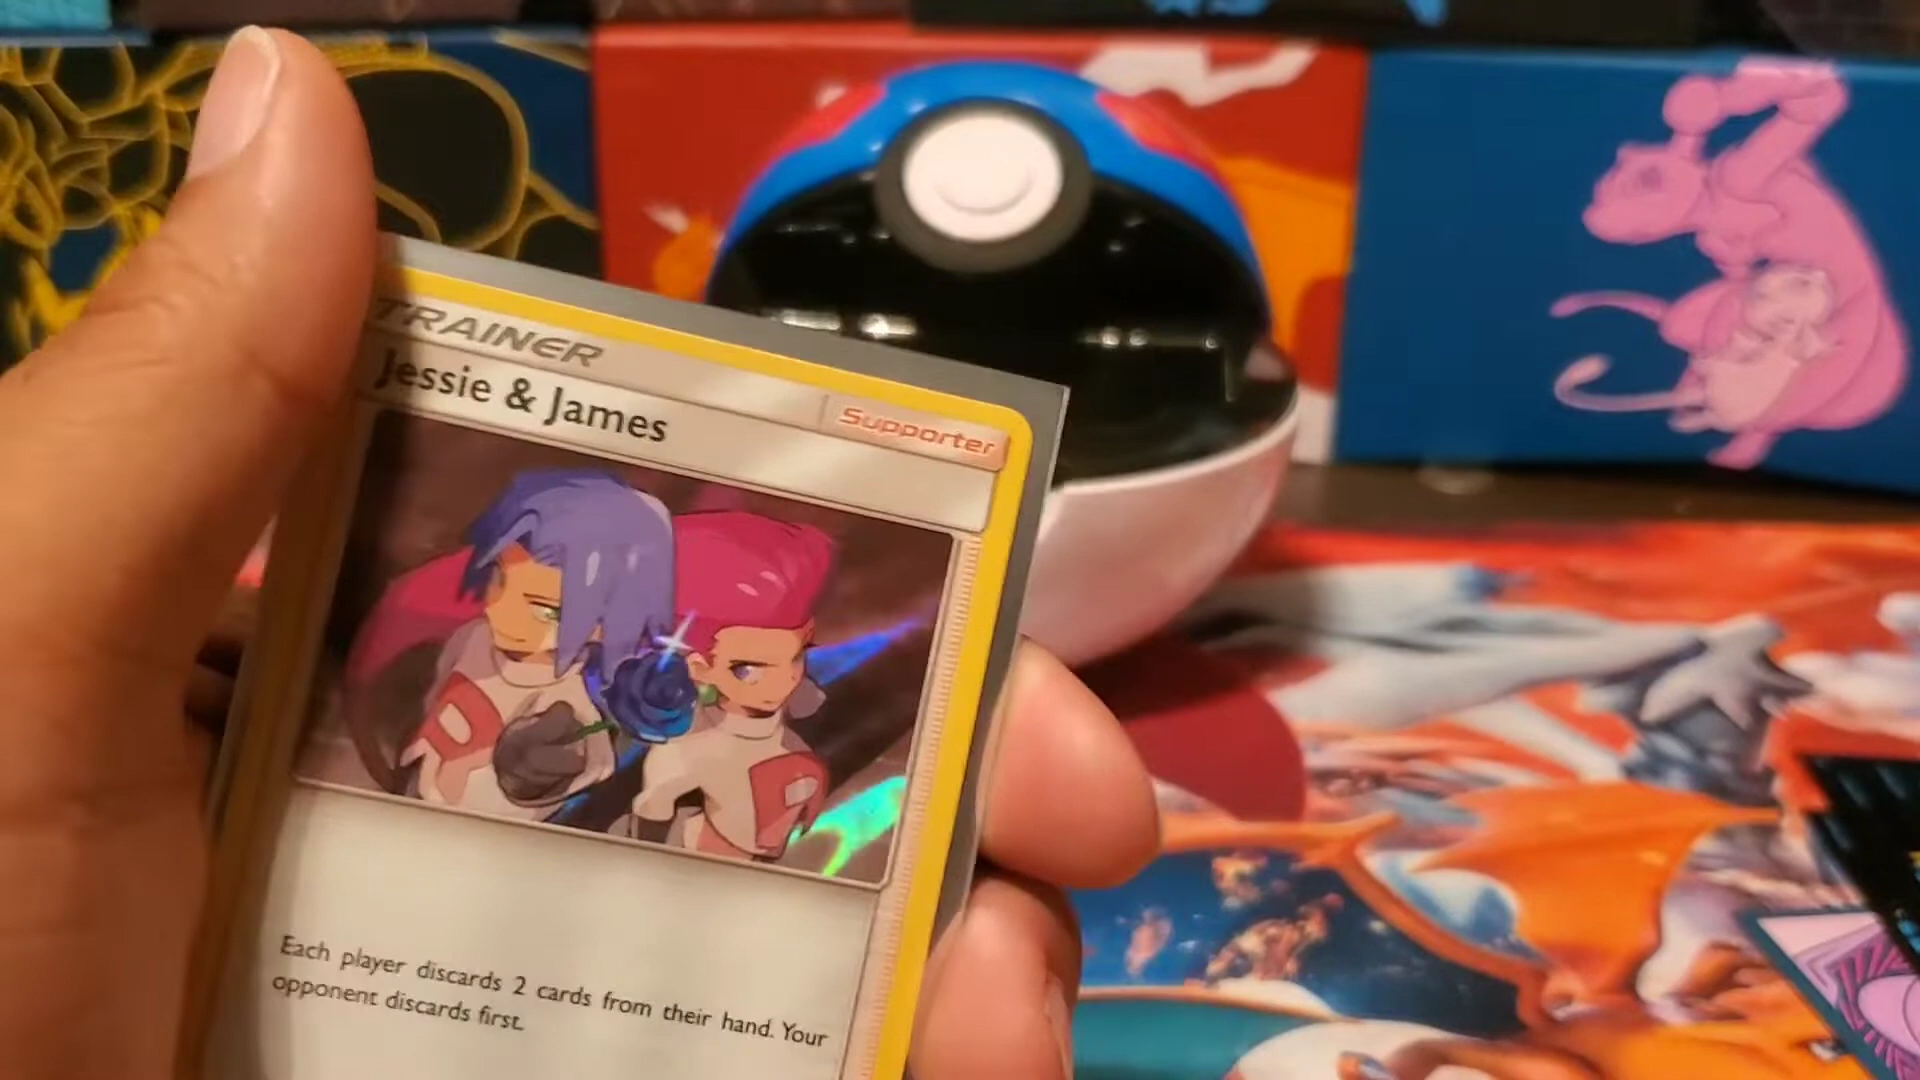 TRAINER
Jessie & James
Supporter
Each player discards 2 cards from their hand. Your
opponent discards first.